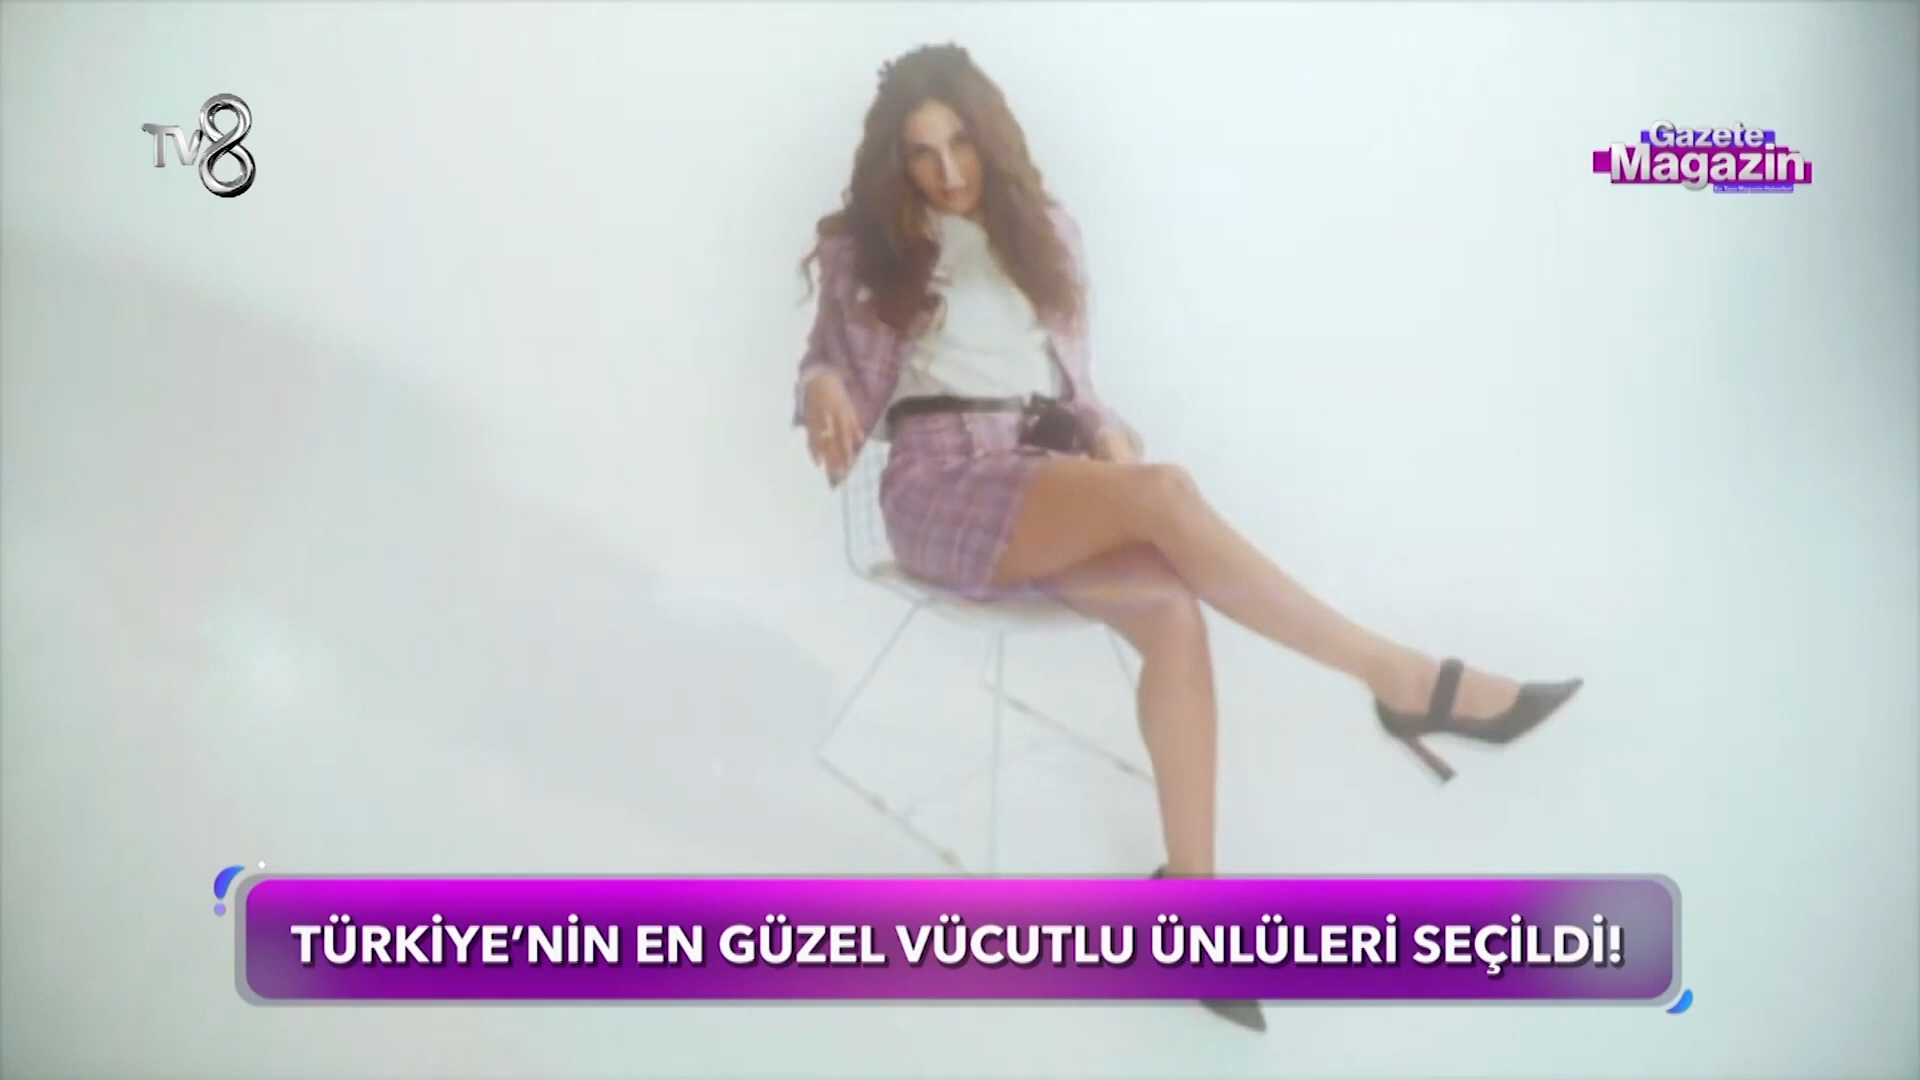 TV8
Gazete
Magazin
TÜRKİYE'NİN EN GÜZEL VÜCUTLU ÜNLÜLERİ SEÇİLDİ!